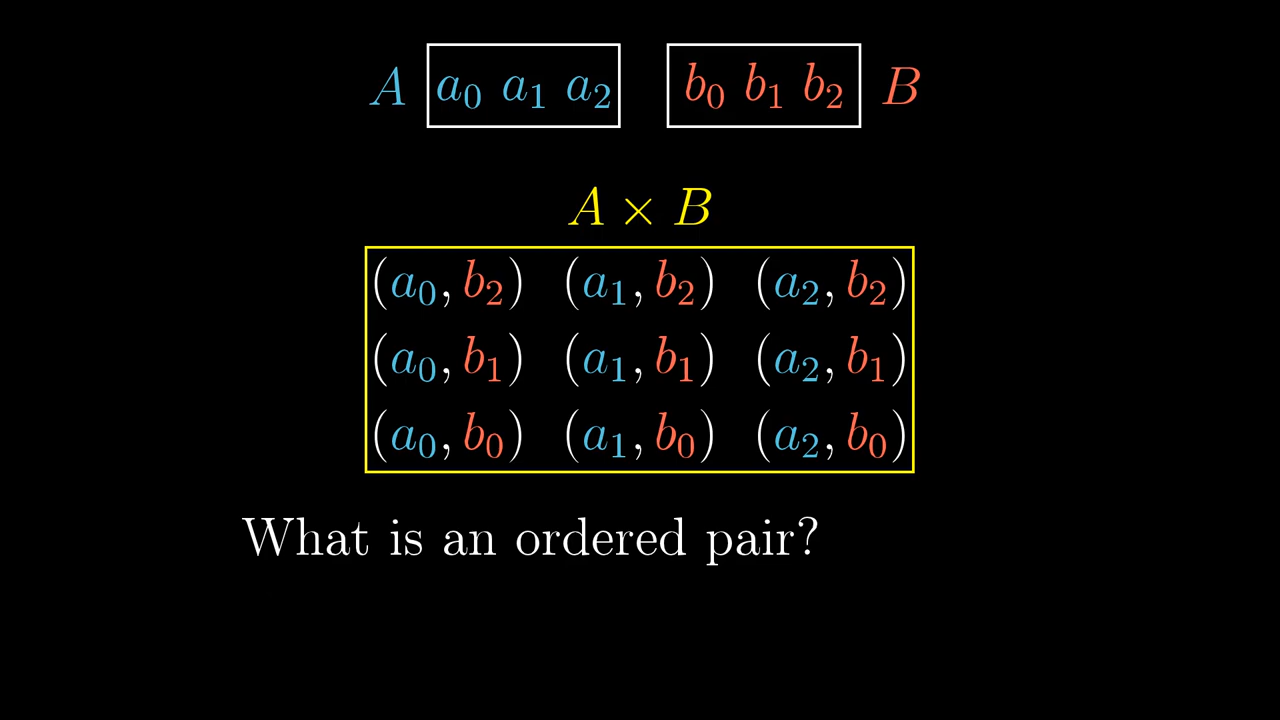 A a₀ a₁ a₂ b₀ b₁ b₂ B
A × B
(a₀, b₂) (a₁, b₂) (a₂, b₂)
(a₀, b₁) (a₁, b₁) (a₂, b₁)
(a₀, b₀) (a₁, b₀) (a₂, b₀)
What is an ordered pair?